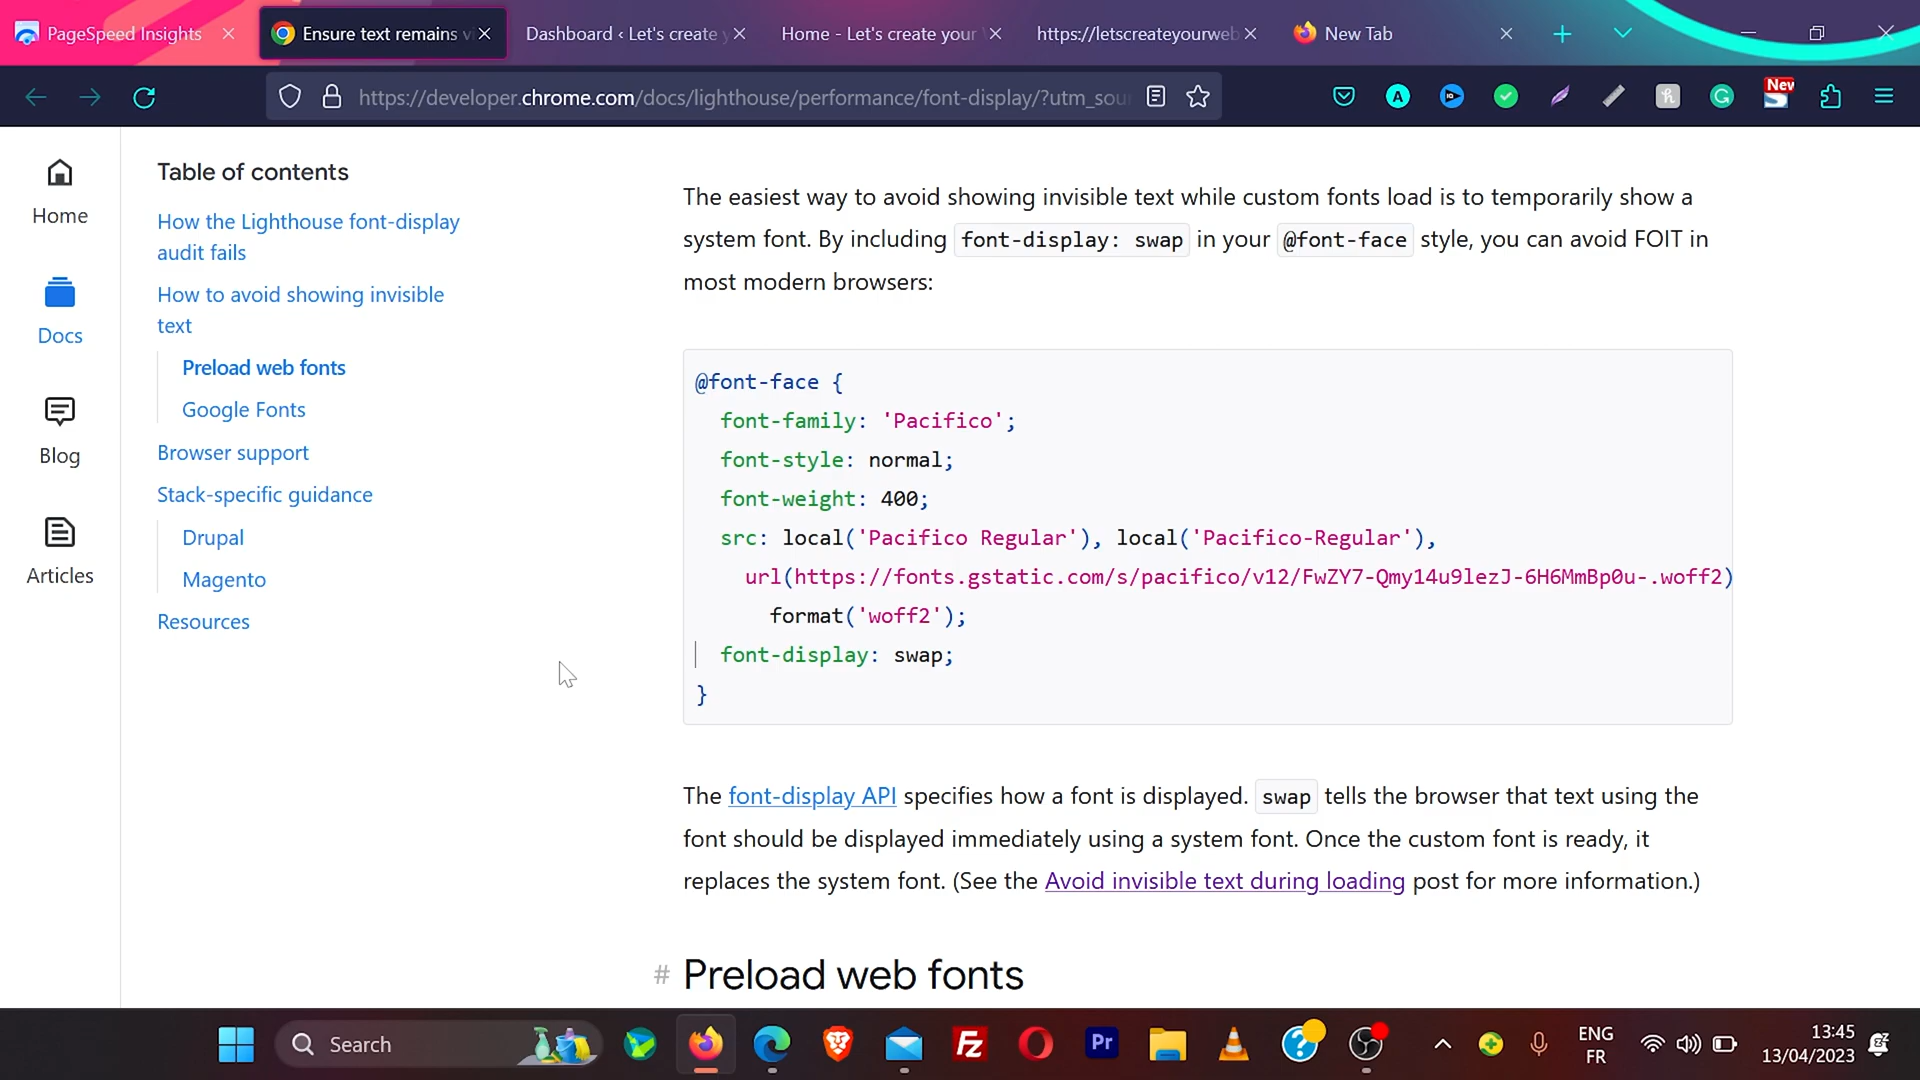 PageSpeed Insights
Ensure text remains vi
Dashboard ‹ Let's create y
Home - Let's create your W
https://letscreateyourweb
New Tab
https://developer.chrome.com/docs/lighthouse/performance/font-display/?utm_sour
New
Home
Docs
Blog
Articles
Table of contents
How the Lighthouse font-display
audit fails
How to avoid showing invisible
text
Preload web fonts
Google Fonts
Browser support
Stack-specific guidance
Drupal
Magento
Resources
The easiest way to avoid showing invisible text while custom fonts load is to temporarily show a
system font. By including font-display: swap in your @font-face style, you can avoid FOIT in
most modern browsers:
@font-face {
font-family: 'Pacifico';
font-style: normal;
font-weight: 400;
src: local('Pacifico Regular'), local('Pacifico-Regular'),
url(https://fonts.gstatic.com/s/pacifico/v12/FwZY7-Qmy14u9lezJ-6H6MmBp0u-.woff2)
format('woff2');
font-display: swap;
}
The font-display API specifies how a font is displayed. swap tells the browser that text using the
font should be displayed immediately using a system font. Once the custom font is ready, it
replaces the system font. (See the Avoid invisible text during loading post for more information.)
# Preload web fonts
Search
Fz
Pr
ENG
FR
13:45
13/04/2023